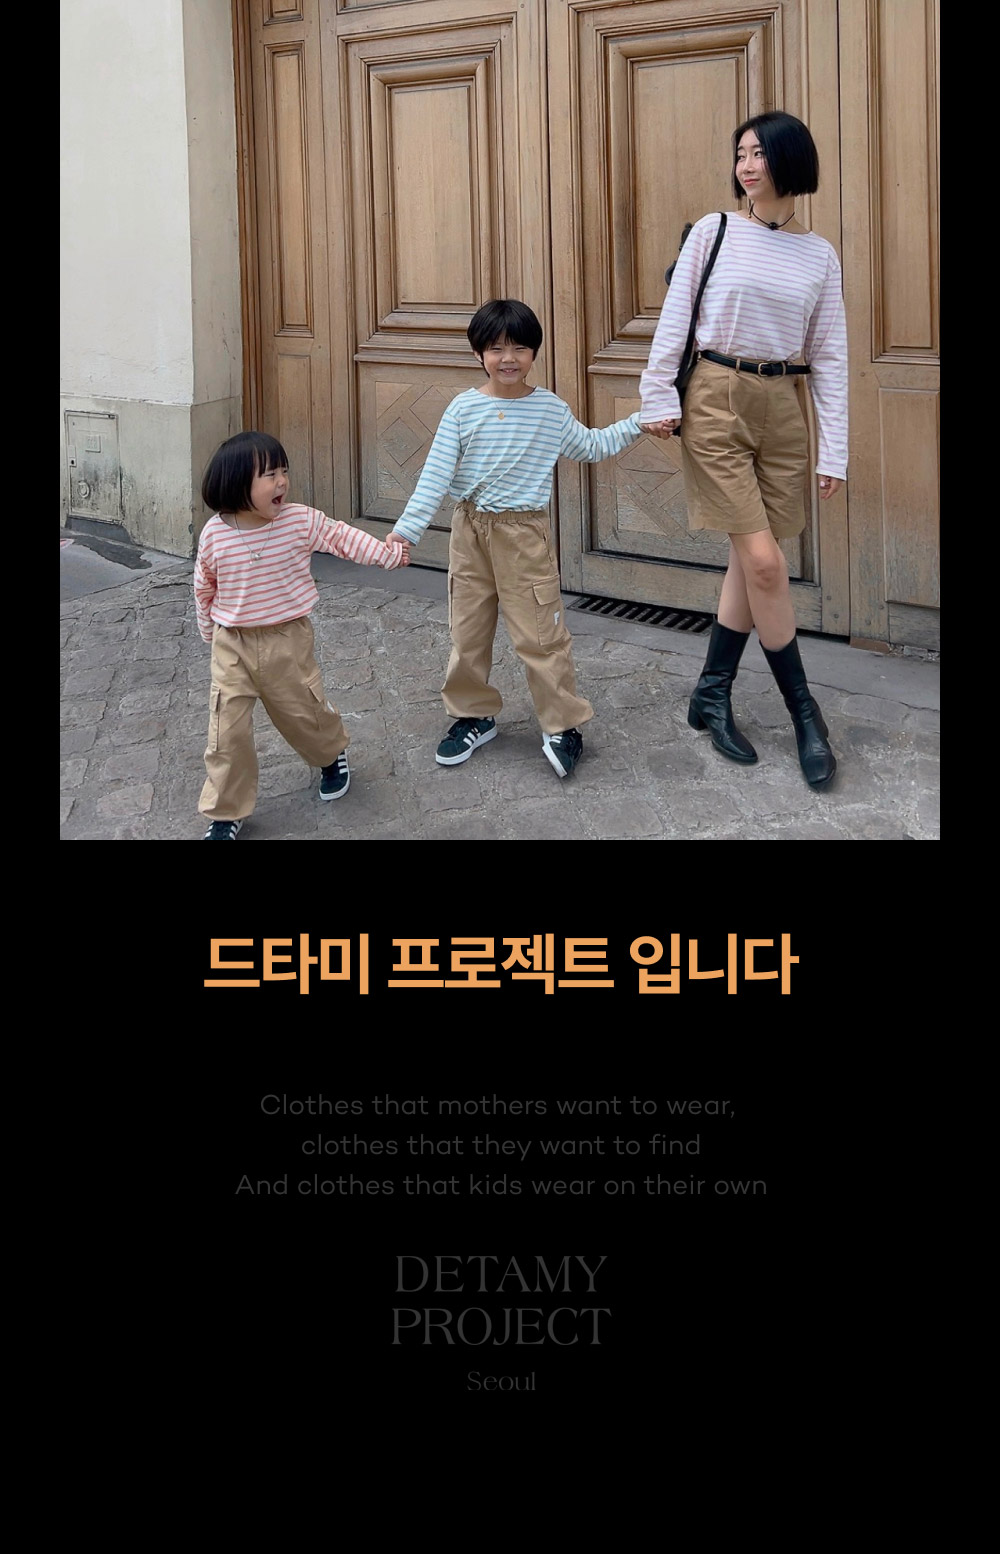 드타미 프로젝트 입니다
Clothes that mothers want to wear,
clothes that they want to find
And clothes that kids wear on their own
DETAMY
PROJECT
Seoul